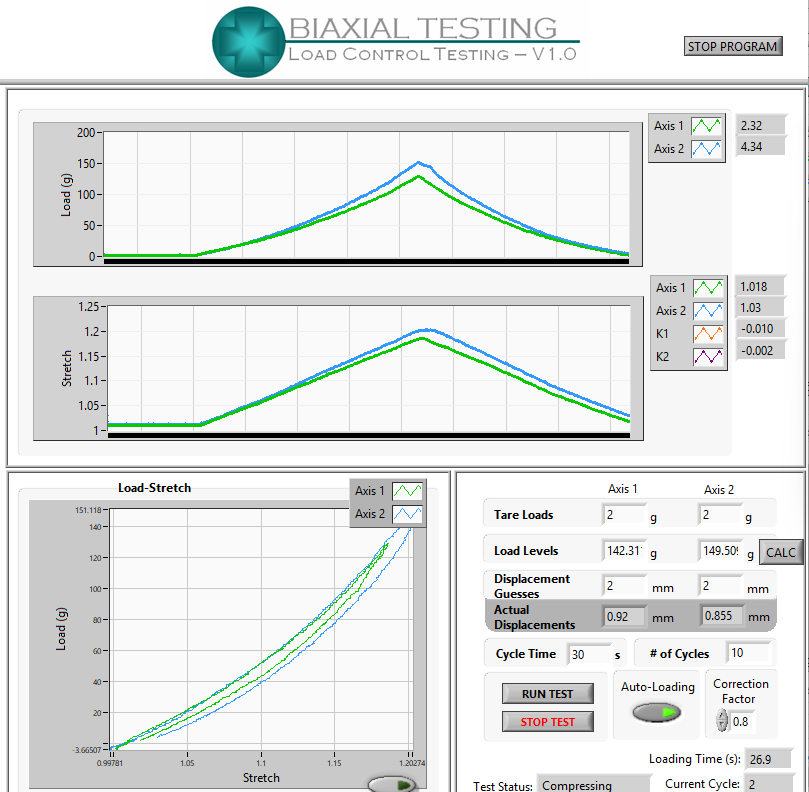 BIAXIAL TESTING
LOAD CONTROL TESTING – V1.0
STOP PROGRAM
Load (g)
200
150
100
50
0
Axis 1 2.32
Axis 2 4.34
Stretch
1.25
1.2
1.15
1.1
1.05
1
Axis 1 1.018
Axis 2 1.03
K1 -0.010
K2 -0.002
Load-Stretch
Axis 1
Axis 2
Load (g)
151.118
140
120
100
80
60
40
20
-3.66507
0.99781 1.05 1.1 1.15 1.20274
Stretch
Axis 1 Axis 2
Tare Loads 2 g 2 g
Load Levels 142.31 g 149.50 g CALC
Displacement
Guesses 2 mm 2 mm
Actual
Displacements 0.92 mm 0.855 mm
Cycle Time 30 s # of Cycles 10
RUN TEST
STOP TEST
Auto-Loading
Correction
Factor
0.8
Loading Time (s): 26.9
Test Status: Compressing Current Cycle: 2